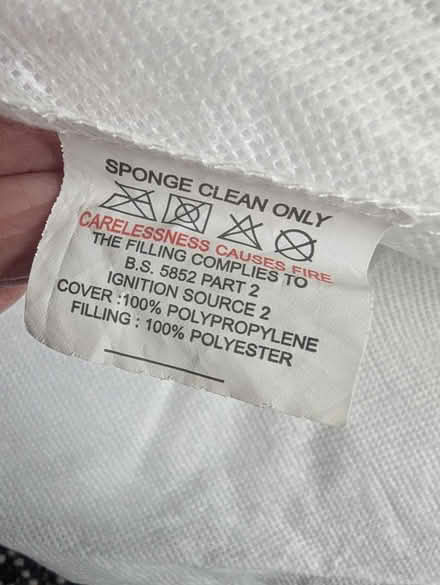 SPONGE CLEAN ONLY
CARELESSNESS CAUSES FIRE
THE FILLING COMPLIES TO
B.S. 5852 PART 2
IGNITION SOURCE 2
COVER :100% POLYPROPYLENE
FILLING : 100% POLYESTER